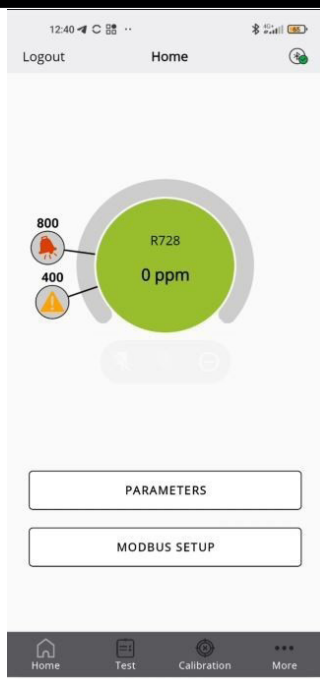 12:40
Logout Home
800
R728
400
0 ppm
PARAMETERS
MODBUS SETUP
Home Test Calibration More